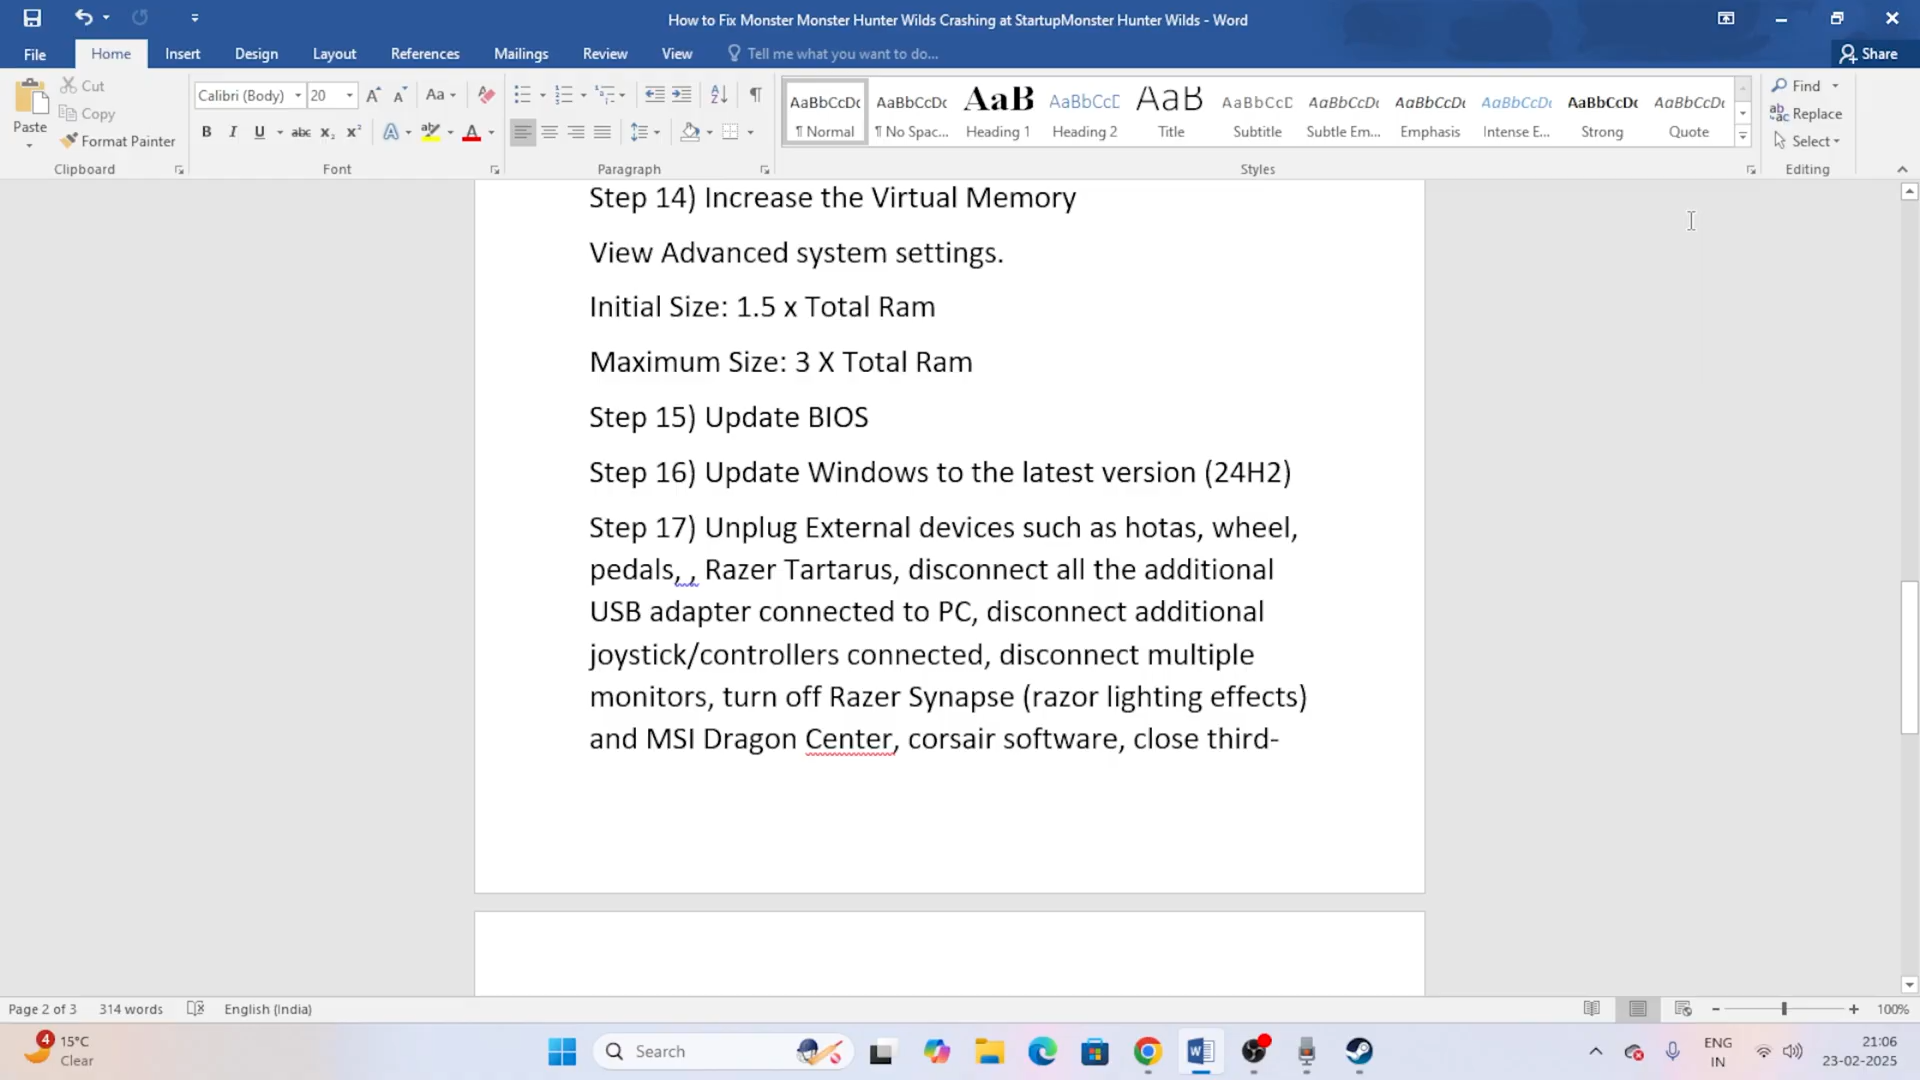 How to Fix Monster Monster Hunter Wilds Crashing at StartupMonster Hunter Wilds - Word
File Home Insert Design Layout References Mailings Review View Tell me what you want to do... Share
Paste Cut Copy Format Painter
Clipboard
Calibri (Body) 20
Font
Paragraph
AaBbCcDc AaBbCcDc AaB AaBbCcD AaB AaBbCcD AaBbCcDc AaBbCcDc AaBbCcDc AaBbCcDc AaBbCcDc
¶ Normal ¶ No Spac... Heading 1 Heading 2 Title Subtitle Subtle Em... Emphasis Intense E... Strong Quote
Styles
Find
Replace
Select
Editing
Step 14) Increase the Virtual Memory
View Advanced system settings.
Initial Size: 1.5 x Total Ram
Maximum Size: 3 X Total Ram
Step 15) Update BIOS
Step 16) Update Windows to the latest version (24H2)
Step 17) Unplug External devices such as hotas, wheel,
pedals, , Razer Tartarus, disconnect all the additional
USB adapter connected to PC, disconnect additional
joystick/controllers connected, disconnect multiple
monitors, turn off Razer Synapse (razor lighting effects)
and MSI Dragon Center, corsair software, close third-
Page 2 of 3 314 words English (India) 100%
4 15°C
Clear
Search
ENG
IN
21:06
23-02-2025